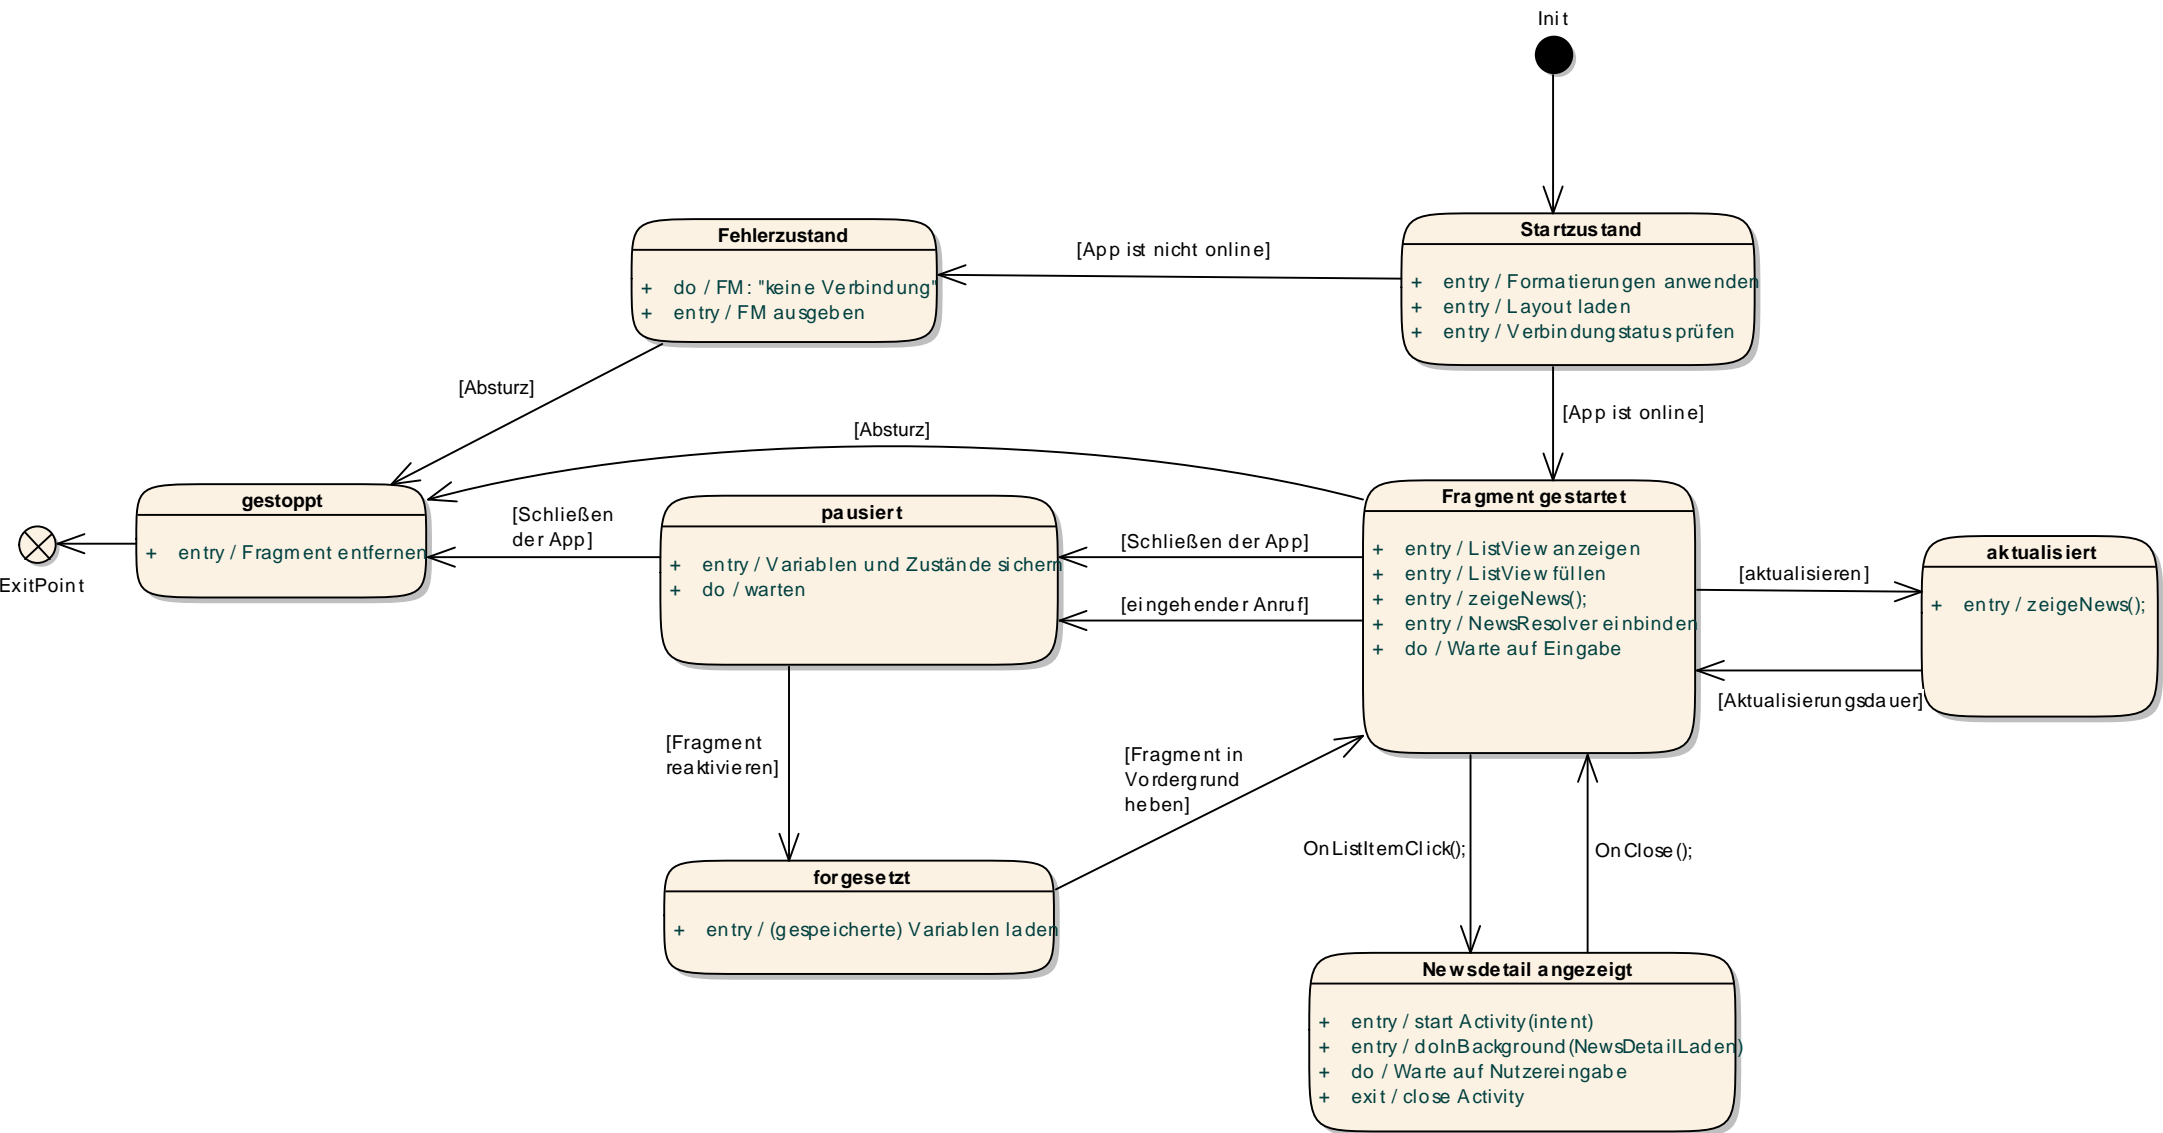 Init
Startzustand
+ entry / Formatierungen anwenden
+ entry / Layout laden
+ entry / Verbindungstatus prüfen
[App ist nicht online]
Fehlerzustand
+ do / FM: "keine Verbindung"
+ entry / FM ausgeben
[Absturz]
[App ist online]
[Absturz]
gestoppt
+ entry / Fragment entfernen
ExitPoint
[Schließen
der App]
pausiert
+ entry / Variablen und Zustände sichern
+ do / warten
[Schließen der App]
[eingehender Anruf]
Fragment gestartet
+ entry / ListView anzeigen
+ entry / ListView füllen
+ entry / zeigeNews();
+ entry / NewsResolver einbinden
+ do / Warte auf Eingabe
[aktualisieren]
aktualisiert
+ entry / zeigeNews();
[Aktualisierungsdauer]
[Fragment
reaktivieren]
[Fragment in
Vordergrund
heben]
OnListItemClick();
OnClose();
forgesetzt
+ entry / (gespeicherte) Variablen laden
Newsdetail angezeigt
+ entry / start Activity(intent)
+ entry / doInBackground(NewsDetailLaden)
+ do / Warte auf Nutzereingabe
+ exit / close Activity